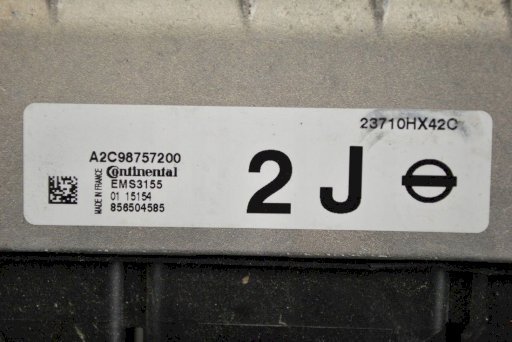 23710HX42C
A2C98757200
Continental
EMS3155
01 15154
856504585
MADE IN FRANCE
2 J